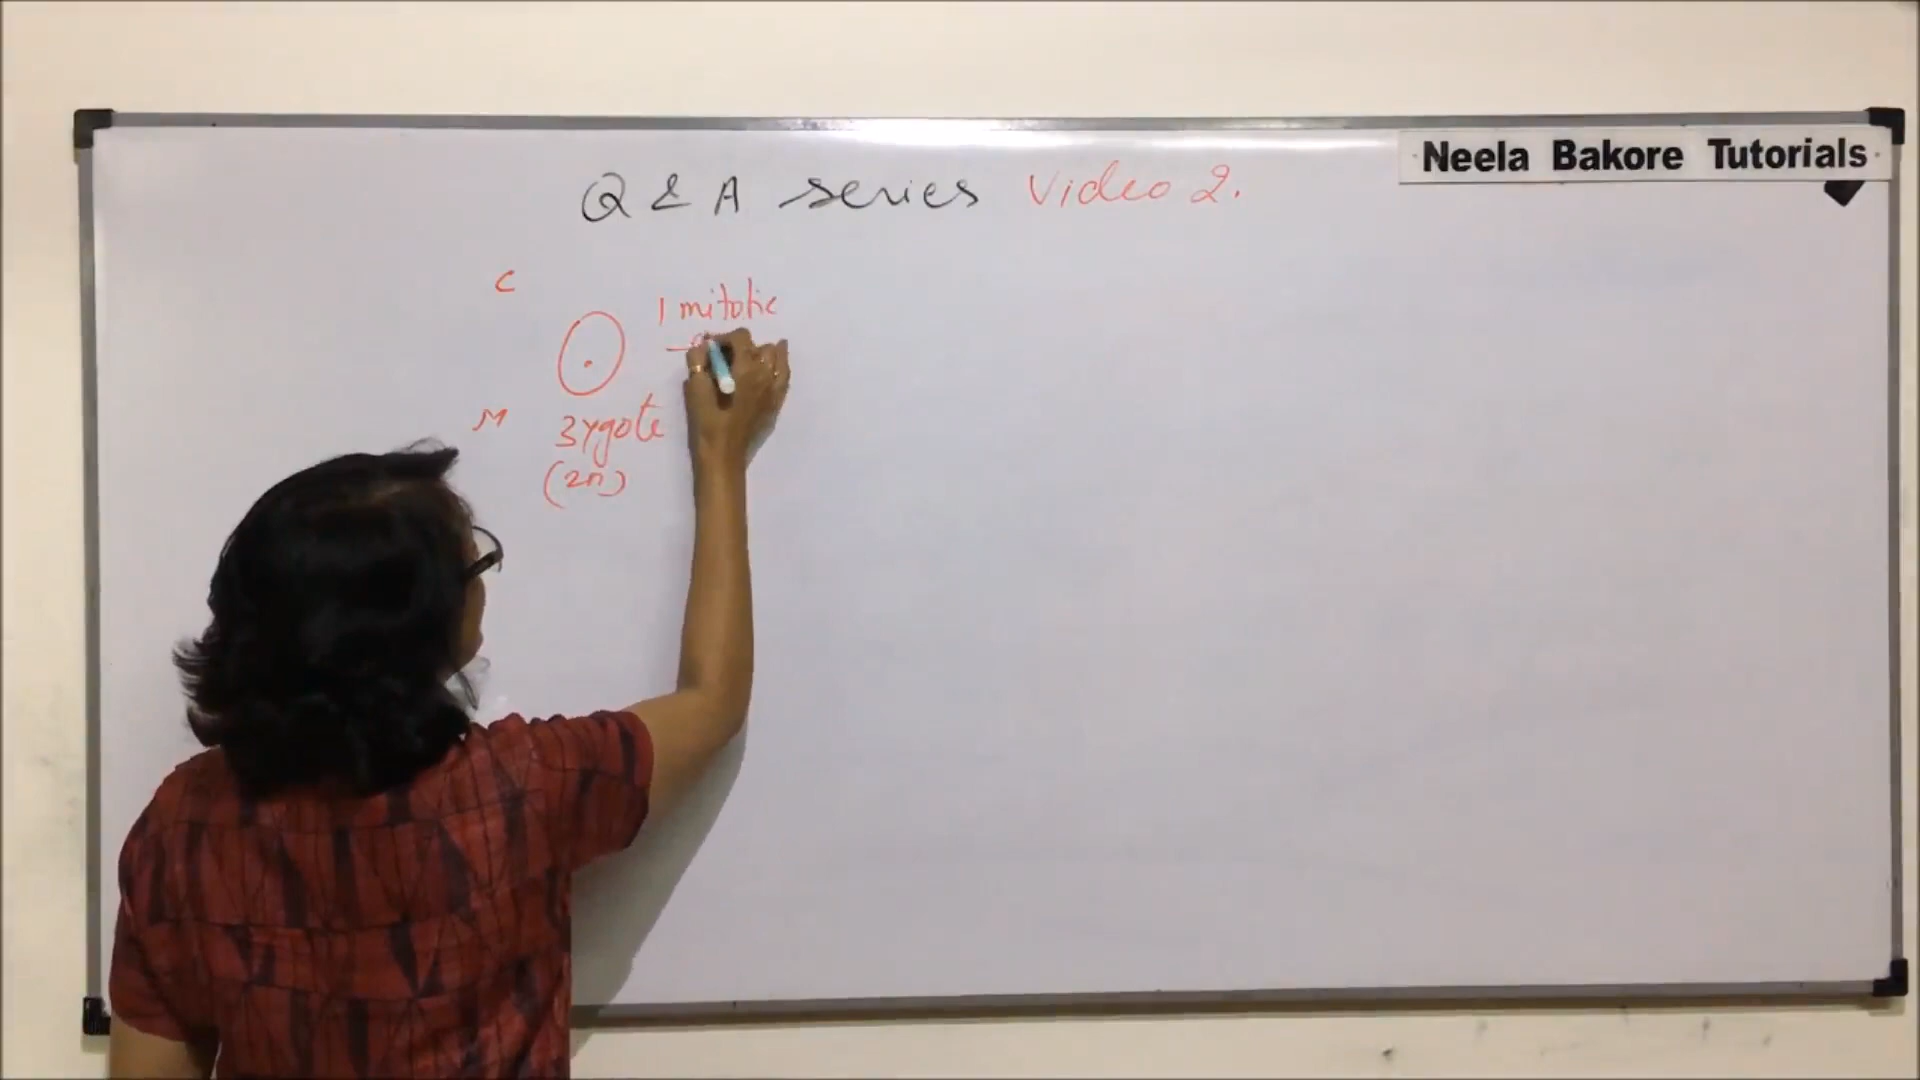 Neela Bakore Tutorials
Q & A series Video 2.
C
1 mitotic
M
zygote
(2n)